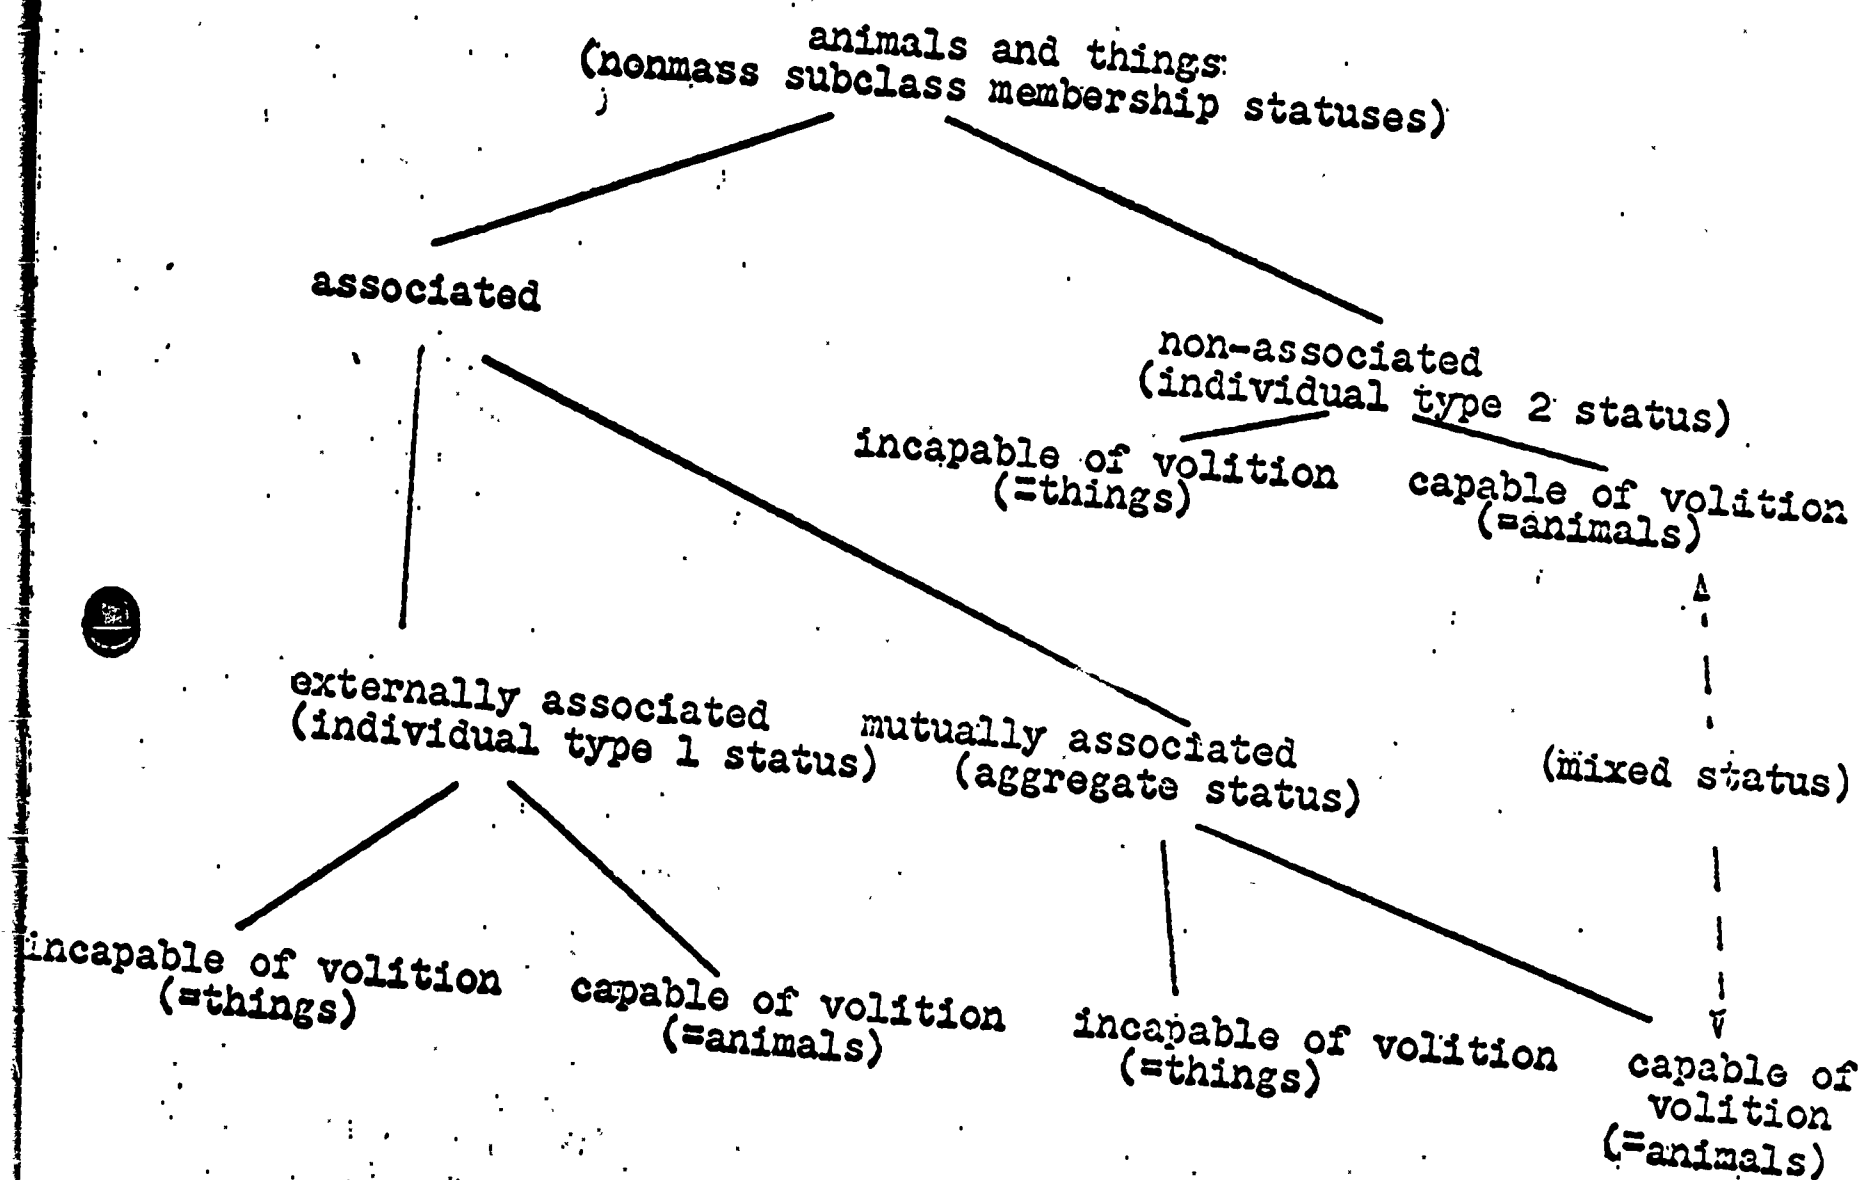 animals and things
(nonmass subclass membership statuses)
associated
non-associated
(individual type 2 status)
incapable of volition
(=things)
capable of volition
(=animals)
externally associated
(individual type 1 status)
mutually associated
(aggregate status)
(mixed status)
incapable of volition
(=things)
capable of volition
(=animals)
incapable of volition
(=things)
capable of
volition
(=animals)